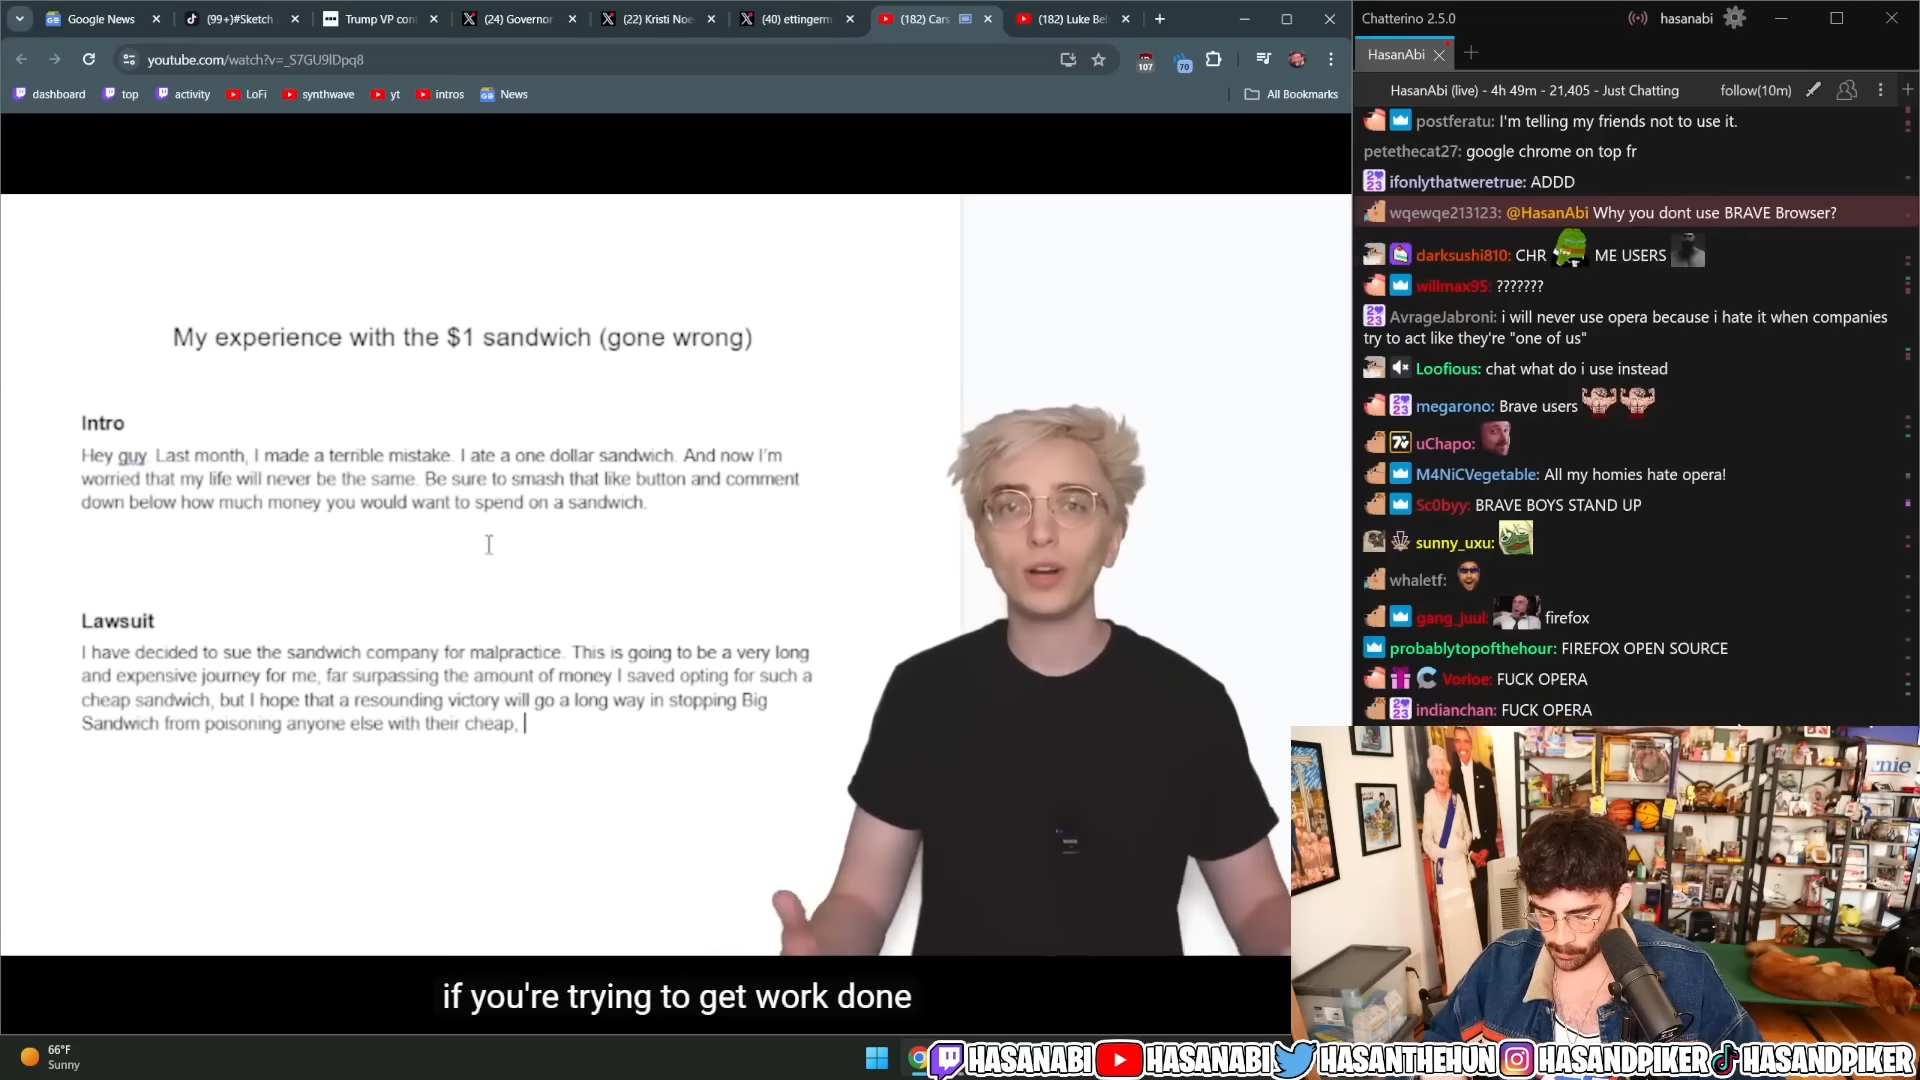 Google News
(99+)#Sketch
Trump VP con
(24) Governor
(22) Kristi Noe
(40) ettingerm
(182) Cars
(182) Luke Bel
youtube.com/watch?v=_S7GU9lDpq8
107
70
dashboard
top
activity
LoFi
synthwave
yt
intros
News
All Bookmarks
My experience with the $1 sandwich (gone wrong)
Intro
Hey guy. Last month, I made a terrible mistake. I ate a one dollar sandwich. And now I'm
worried that my life will never be the same. Be sure to smash that like button and comment
down below how much money you would want to spend on a sandwich.
Lawsuit
I have decided to sue the sandwich company for malpractice. This is going to be a very long
and expensive journey for me, far surpassing the amount of money I saved opting for such a
cheap sandwich, but I hope that a resounding victory will go a long way in stopping Big
Sandwich from poisoning anyone else with their cheap,
if you're trying to get work done
66°F
Sunny
Chatterino 2.5.0
hasanabi
HasanAbi
HasanAbi (live) - 4h 49m - 21,405 - Just Chatting
follow(10m)
postferatu: I'm telling my friends not to use it.
petethecat27: google chrome on top fr
ifonlythatweretrue: ADDD
wqewqe213123: @HasanAbi Why you dont use BRAVE Browser?
darksushi810: CHR ME USERS
willmax95: ???????
AvrageJabroni: i will never use opera because i hate it when companies
try to act like they're "one of us"
Loofious: chat what do i use instead
megarono: Brave users
uChapo:
M4NiCVegetable: All my homies hate opera!
Sc0byy: BRAVE BOYS STAND UP
sunny_uxu:
whaletf:
gang_juul: firefox
probablytopofthehour: FIREFOX OPEN SOURCE
Vorloe: FUCK OPERA
indianchan: FUCK OPERA
rnie
HASANABI HASANABI HASANTHEHUN HASANDPIKER HASANDPIKER